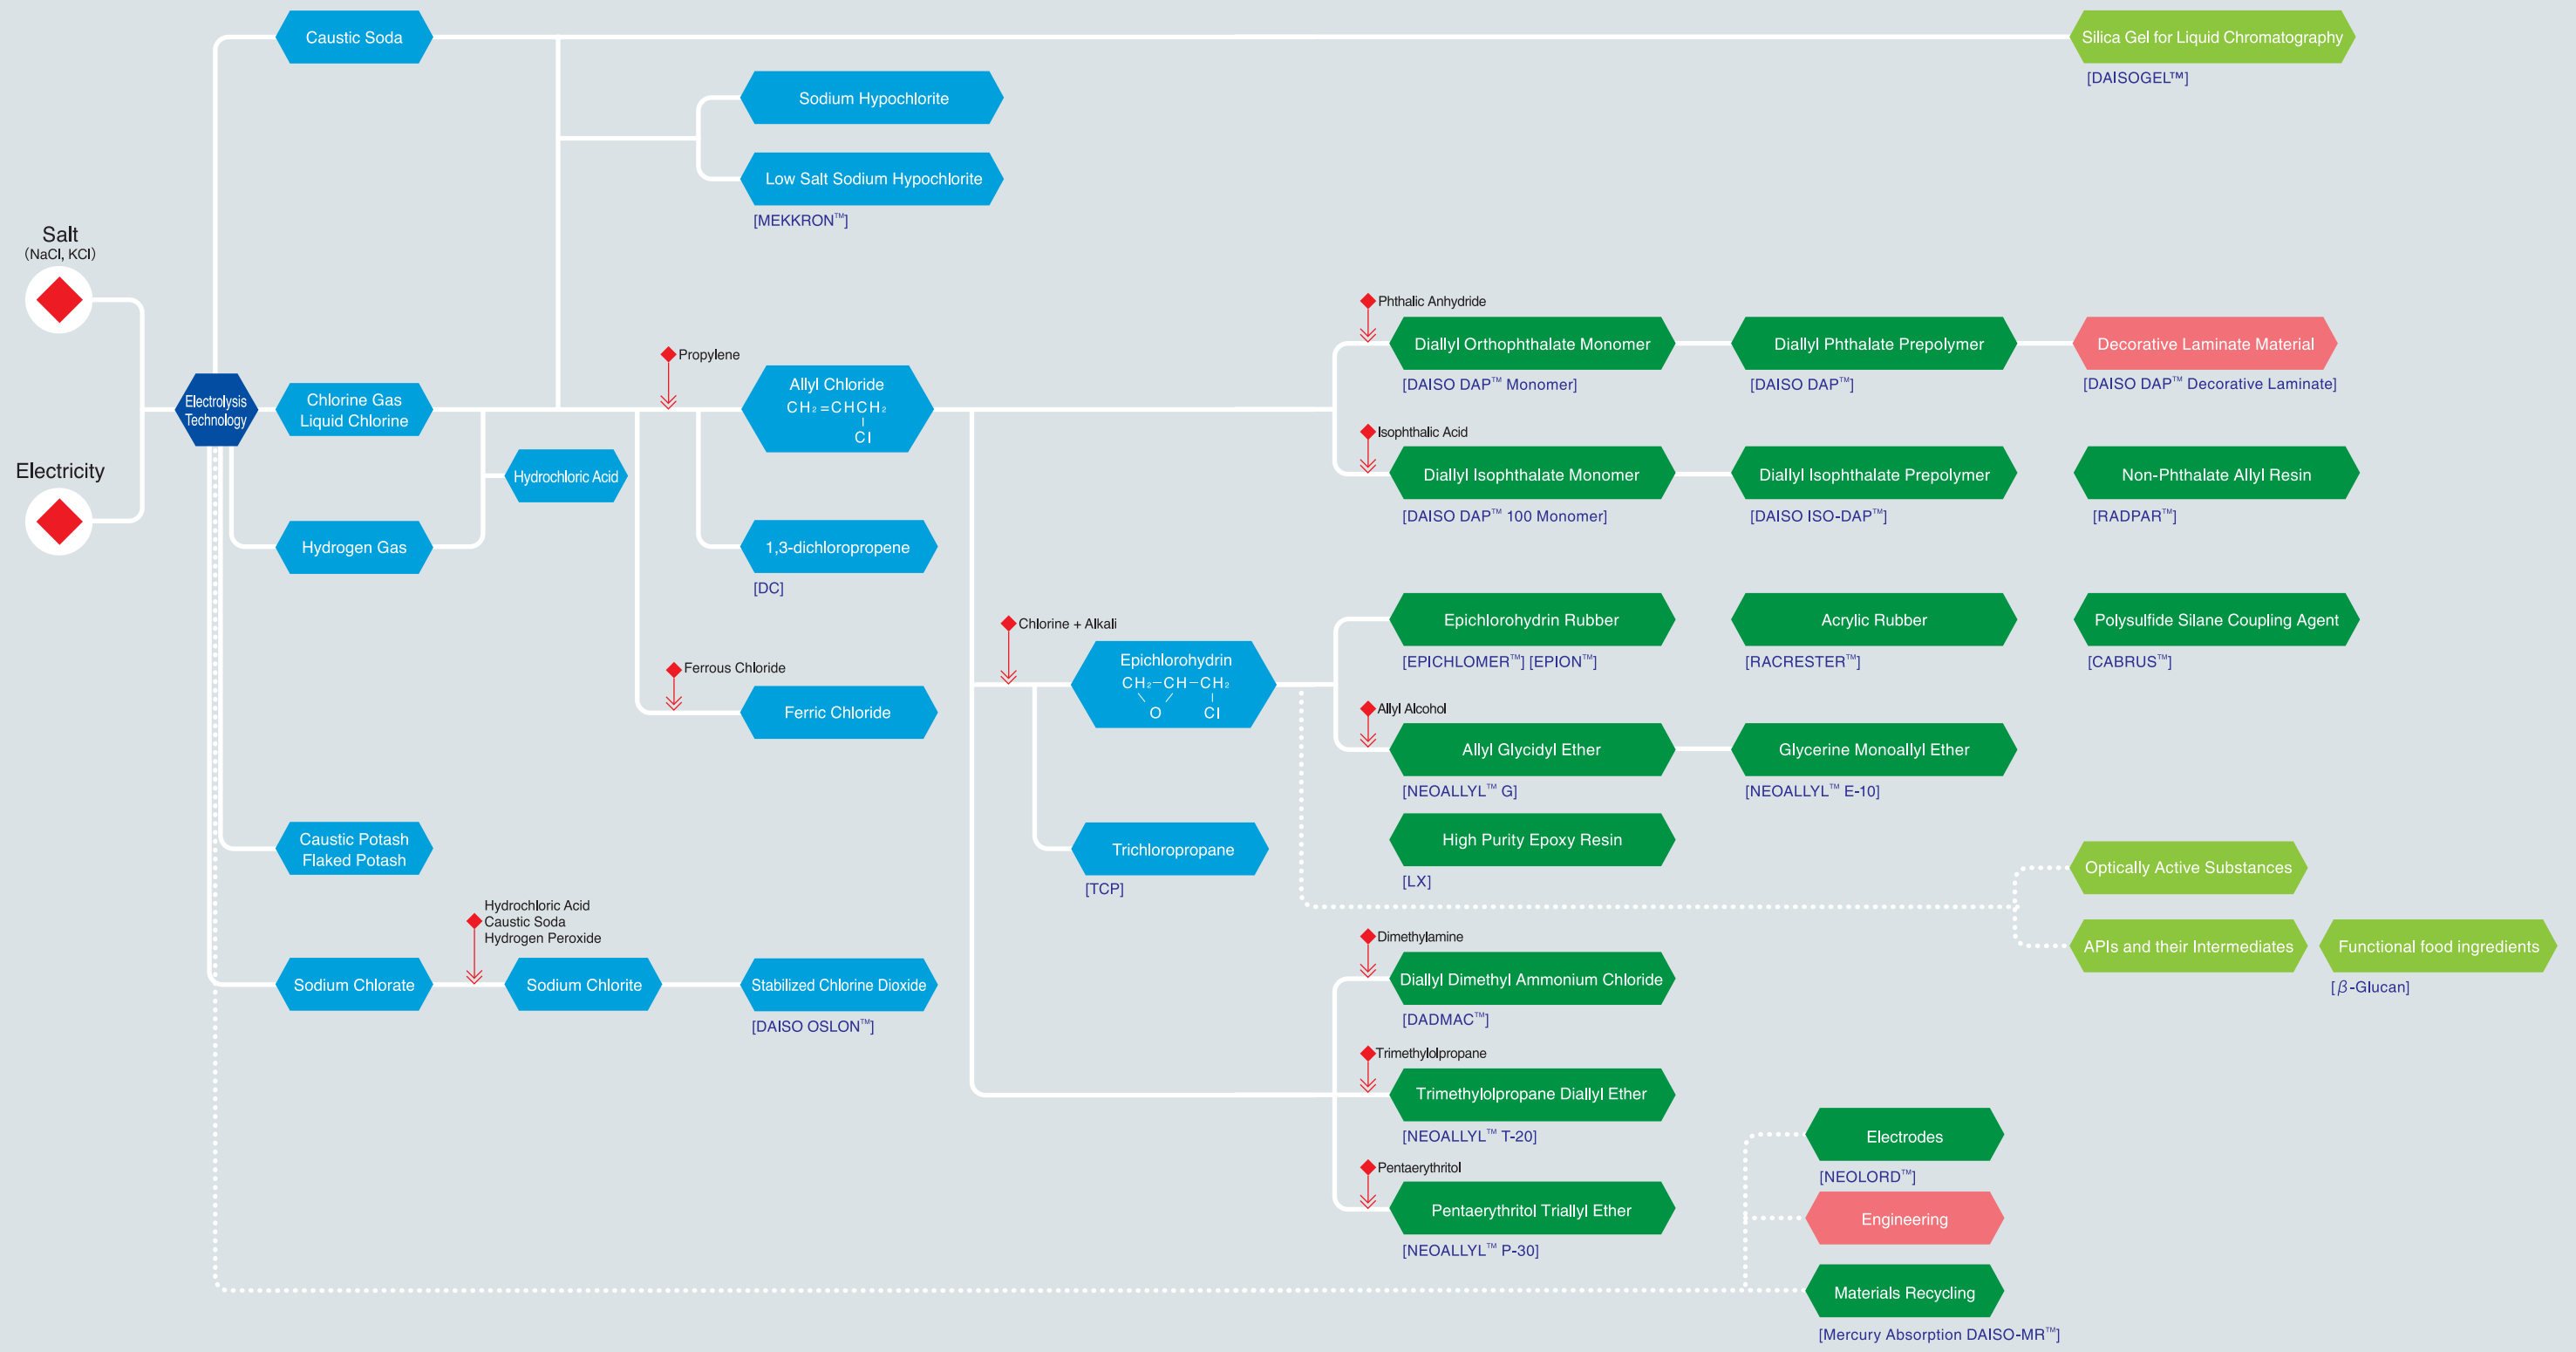 Caustic Soda
Silica Gel for Liquid Chromatography
[DAISOGEL™]
Sodium Hypochlorite
Low Salt Sodium Hypochlorite
[MEKKRON™]
Salt
(NaCl, KCl)
Electricity
Electrolysis
Technology
Chlorine Gas
Liquid Chlorine
Hydrochloric Acid
Hydrogen Gas
Propylene
Allyl Chloride
CH₂=CHCH₂
Cl
1,3-dichloropropene
[DC]
Ferrous Chloride
Ferric Chloride
Phthalic Anhydride
Diallyl Orthophthalate Monomer
[DAISO DAP™ Monomer]
Diallyl Phthalate Prepolymer
[DAISO DAP™]
Decorative Laminate Material
[DAISO DAP™ Decorative Laminate]
Isophthalic Acid
Diallyl Isophthalate Monomer
[DAISO DAP™ 100 Monomer]
Diallyl Isophthalate Prepolymer
[DAISO ISO-DAP™]
Non-Phthalate Allyl Resin
[RADPAR™]
Chlorine + Alkali
Epichlorohydrin
CH₂–CH–CH₂
O Cl
Trichloropropane
[TCP]
Epichlorohydrin Rubber
[EPICHLOMER™] [EPION™]
Acrylic Rubber
[RACRESTER™]
Polysulfide Silane Coupling Agent
[CABRUS™]
Allyl Alcohol
Allyl Glycidyl Ether
[NEOALLYL™ G]
Glycerine Monoallyl Ether
[NEOALLYL™ E-10]
High Purity Epoxy Resin
[LX]
Optically Active Substances
APIs and their Intermediates
Functional food ingredients
[β-Glucan]
Caustic Potash
Flaked Potash
Hydrochloric Acid
Caustic Soda
Hydrogen Peroxide
Sodium Chlorate
Sodium Chlorite
Stabilized Chlorine Dioxide
[DAISO OSLON™]
Dimethylamine
Diallyl Dimethyl Ammonium Chloride
[DADMAC™]
Trimethylolpropane
Trimethylolpropane Diallyl Ether
[NEOALLYL™ T-20]
Pentaerythritol
Pentaerythritol Triallyl Ether
[NEOALLYL™ P-30]
Electrodes
[NEOLORD™]
Engineering
Materials Recycling
[Mercury Absorption DAISO-MR™]